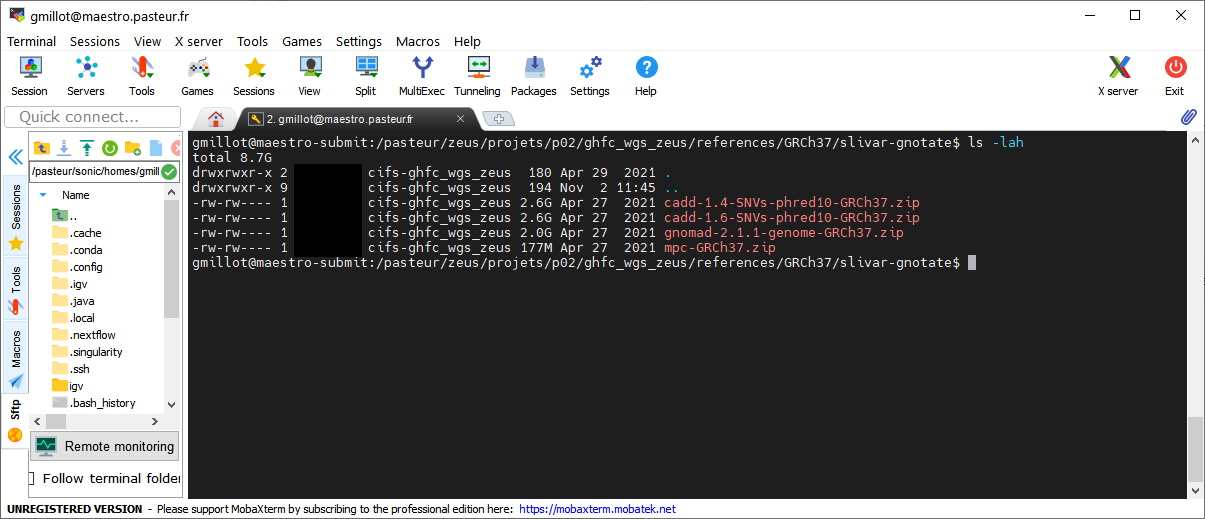 gmillot@maestro.pasteur.fr
Terminal Sessions View X server Tools Games Settings Macros Help
Session Servers Tools Games Sessions View Split MultiExec Tunneling Packages Settings Help X server Exit
Quick connect...
2. gmillot@maestro.pasteur.fr
/pasteur/sonic/homes/gmill
Name
..
.cache
.conda
.config
.igv
.java
.local
.nextflow
.singularity
.ssh
igv
.bash_history
Sessions
Tools
Macros
Sftp
Remote monitoring
Follow terminal folder
gmillot@maestro-submit:/pasteur/zeus/projets/p02/ghfc_wgs_zeus/references/GRCh37/slivar-gnotate$ ls -lah
total 8.7G
drwxrwxr-x 2 cifs-ghfc_wgs_zeus 180 Apr 29 2021 .
drwxrwxr-x 9 cifs-ghfc_wgs_zeus 194 Nov 2 11:45 ..
-rw-rw---- 1 cifs-ghfc_wgs_zeus 2.6G Apr 27 2021 cadd-1.4-SNVs-phred10-GRCh37.zip
-rw-rw---- 1 cifs-ghfc_wgs_zeus 2.6G Apr 27 2021 cadd-1.6-SNVs-phred10-GRCh37.zip
-rw-rw---- 1 cifs-ghfc_wgs_zeus 2.0G Apr 27 2021 gnomad-2.1.1-genome-GRCh37.zip
-rw-rw---- 1 cifs-ghfc_wgs_zeus 177M Apr 27 2021 mpc-GRCh37.zip
gmillot@maestro-submit:/pasteur/zeus/projets/p02/ghfc_wgs_zeus/references/GRCh37/slivar-gnotate$
UNREGISTERED VERSION - Please support MobaXterm by subscribing to the professional edition here: https://mobaxterm.mobatek.net